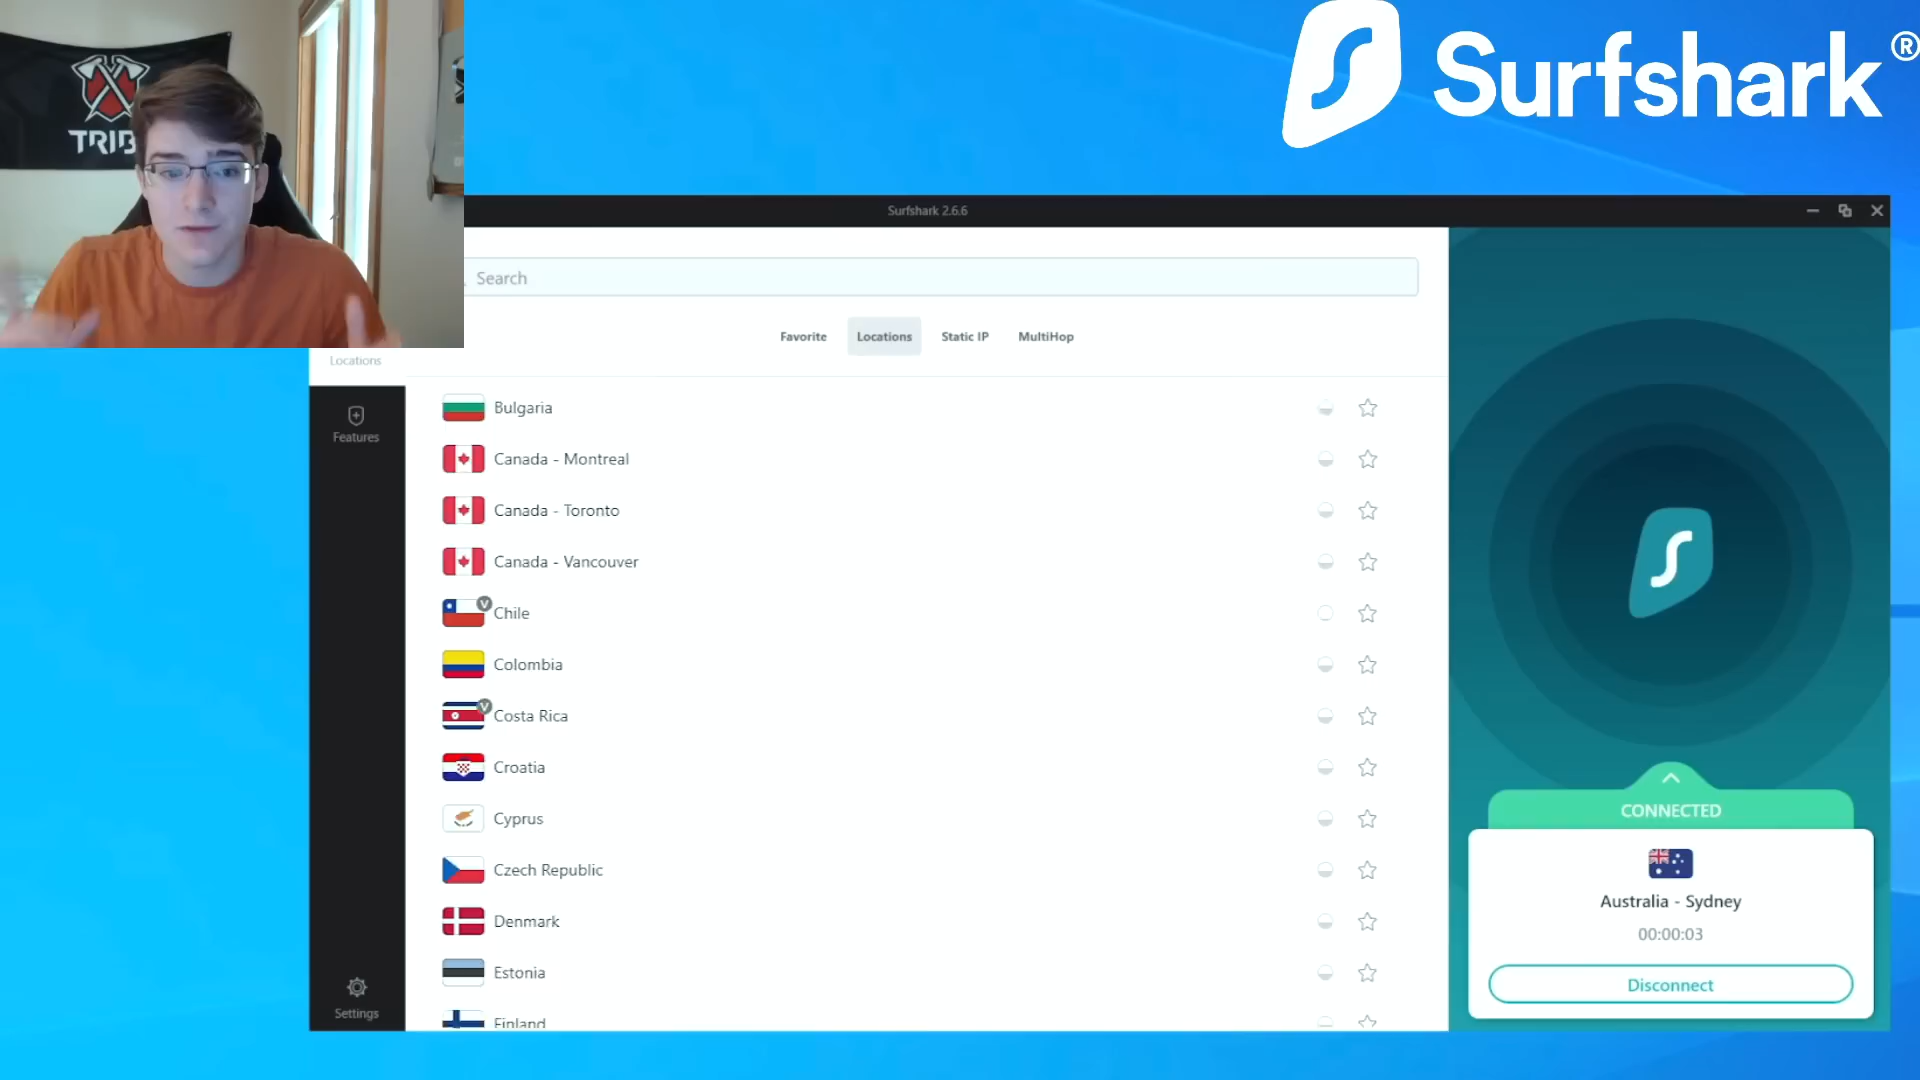 Surfshark®
TRIB
Surfshark 2.6.6
Search
Favorite
Locations
Static IP
MultiHop
Locations
Features
Settings
Bulgaria
Canada - Montreal
Canada - Toronto
Canada - Vancouver
V
Chile
Colombia
V
Costa Rica
Croatia
Cyprus
Czech Republic
Denmark
Estonia
Finland
CONNECTED
Australia - Sydney
00:00:03
Disconnect